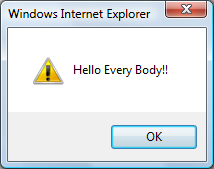 Windows Internet Explorer
Hello Every Body!!
OK